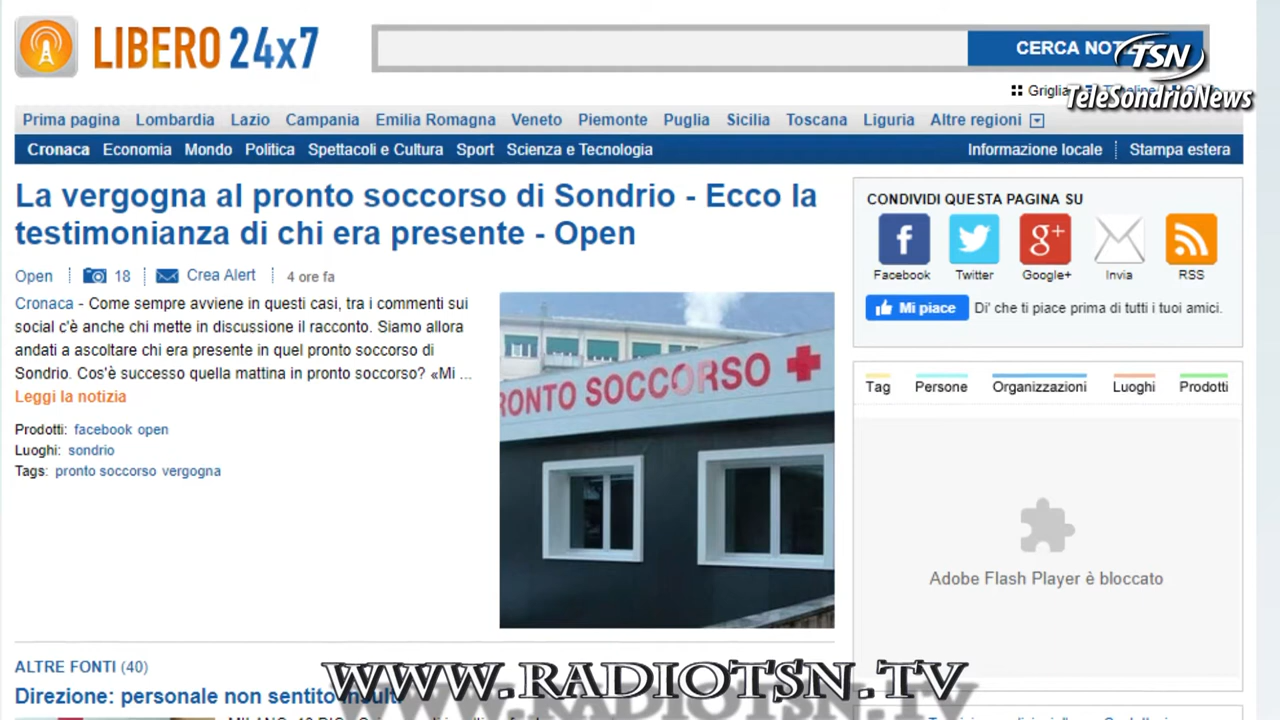 LIBERO 24x7
CERCA NOTIZIE
TSN
TeleSondrioNews
Griglia
Prima pagina Lombardia Lazio Campania Emilia Romagna Veneto Piemonte Puglia Sicilia Toscana Liguria Altre regioni
Cronaca Economia Mondo Politica Spettacoli e Cultura Sport Scienza e Tecnologia Informazione locale Stampa estera
La vergogna al pronto soccorso di Sondrio - Ecco la
testimonianza di chi era presente - Open
Open 18 Crea Alert 4 ore fa
Cronaca - Come sempre avviene in questi casi, tra i commenti sui
social c'è anche chi mette in discussione il racconto. Siamo allora
andati a ascoltare chi era presente in quel pronto soccorso di
Sondrio. Cos'è successo quella mattina in pronto soccorso? «Mi ...
Leggi la notizia
Prodotti: facebook open
Luoghi: sondrio
Tags: pronto soccorso vergogna
RONTO SOCCORSO
CONDIVIDI QUESTA PAGINA SU
Facebook Twitter Google+ Invia RSS
Mi piace Di' che ti piace prima di tutti i tuoi amici.
Tag Persone Organizzazioni Luoghi Prodotti
Adobe Flash Player è bloccato
ALTRE FONTI (40)
Direzione: personale non sentito insulti
WWW.RADIOTSN.TV